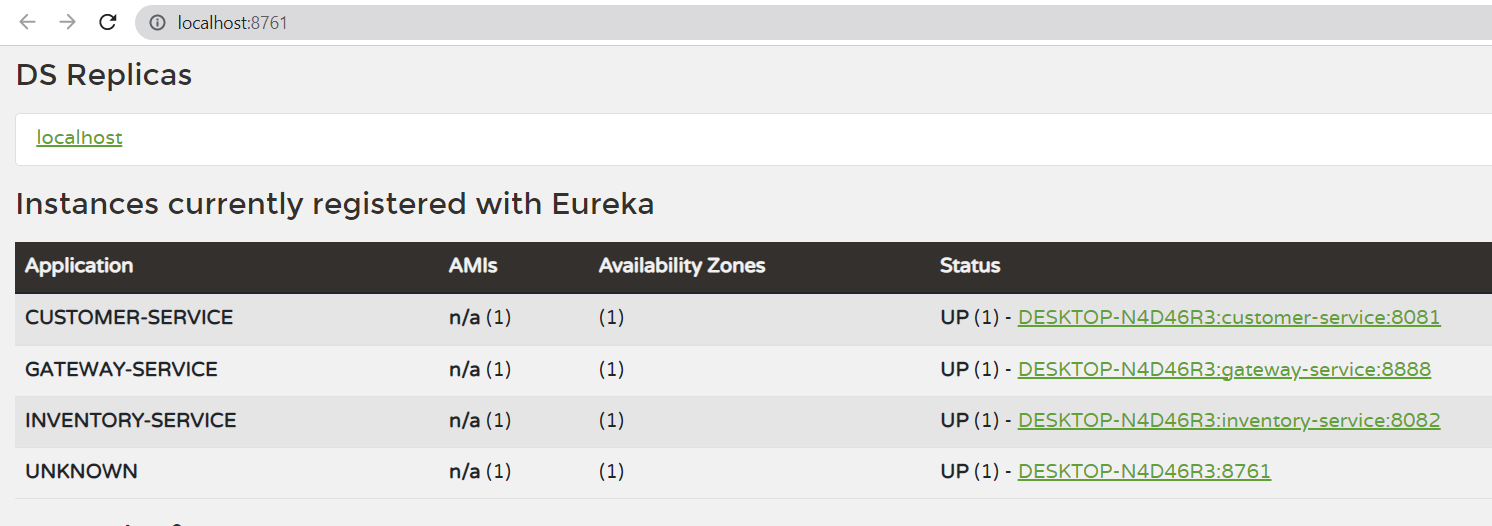 localhost:8761
DS Replicas
localhost
Instances currently registered with Eureka
Application AMIs Availability Zones Status
CUSTOMER-SERVICE n/a (1) (1) UP (1) - DESKTOP-N4D46R3:customer-service:8081
GATEWAY-SERVICE n/a (1) (1) UP (1) - DESKTOP-N4D46R3:gateway-service:8888
INVENTORY-SERVICE n/a (1) (1) UP (1) - DESKTOP-N4D46R3:inventory-service:8082
UNKNOWN n/a (1) (1) UP (1) - DESKTOP-N4D46R3:8761